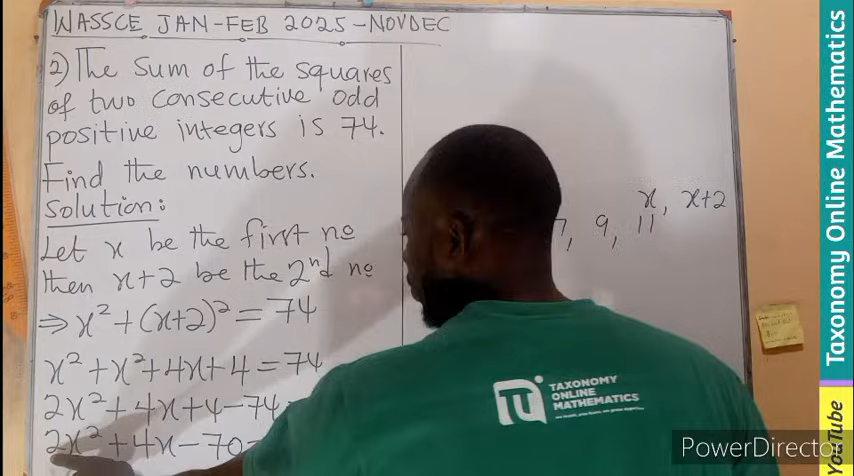 WASSCE JAN-FEB 2025-NOVDEC
2) The sum of the squares
of two consecutive odd
positive integers is 74.
Find the numbers.
Solution:
Let x be the first no
then x+2 be the 2nd no
⇒ x² + (x+2)² = 74
x² + x² + 4x + 4 = 74
2x² + 4x + 4 - 74
2x² + 4x - 70
x, x+2
7, 9, 11
TAXONOMY
ONLINE
MATHEMATICS
PowerDirector
Taxonomy Online Mathematics
YouTube